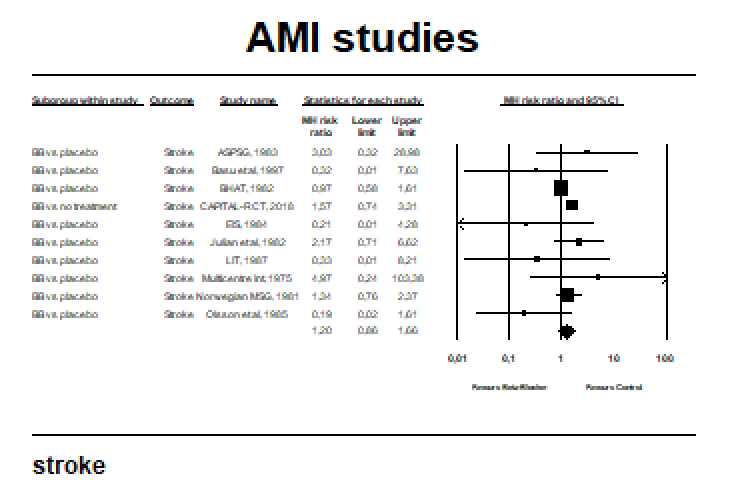 AMI studies
Subgroup within study Outcome Study name Statistics for each study MH risk ratio and 95% CI
MH risk Lower Upper
ratio limit limit
BB vs placebo Stroke APSG, 1983 3,03 0,32 28,98
BB vs placebo Stroke Basu et al, 1997 0,32 0,01 7,63
BB vs placebo Stroke BHAT, 1982 0,97 0,58 1,61
BB vs no treatment Stroke CAPITAL-RCT, 2018 1,57 0,74 3,31
BB vs placebo Stroke EIS, 1984 0,21 0,01 4,28
BB vs placebo Stroke Julian et al, 1982 2,17 0,71 6,62
BB vs placebo Stroke LIT, 1987 0,33 0,01 8,21
BB vs placebo Stroke Multicentre Int, 1975 4,97 0,24 103,38
BB vs placebo Stroke Norwegian MSG, 1981 1,34 0,76 2,37
BB vs placebo Stroke Olsson et al, 1985 0,19 0,02 1,61
1,20 0,86 1,66
0,01 0,1 1 10 100
Favours Beta-Blocker Favours Control
stroke